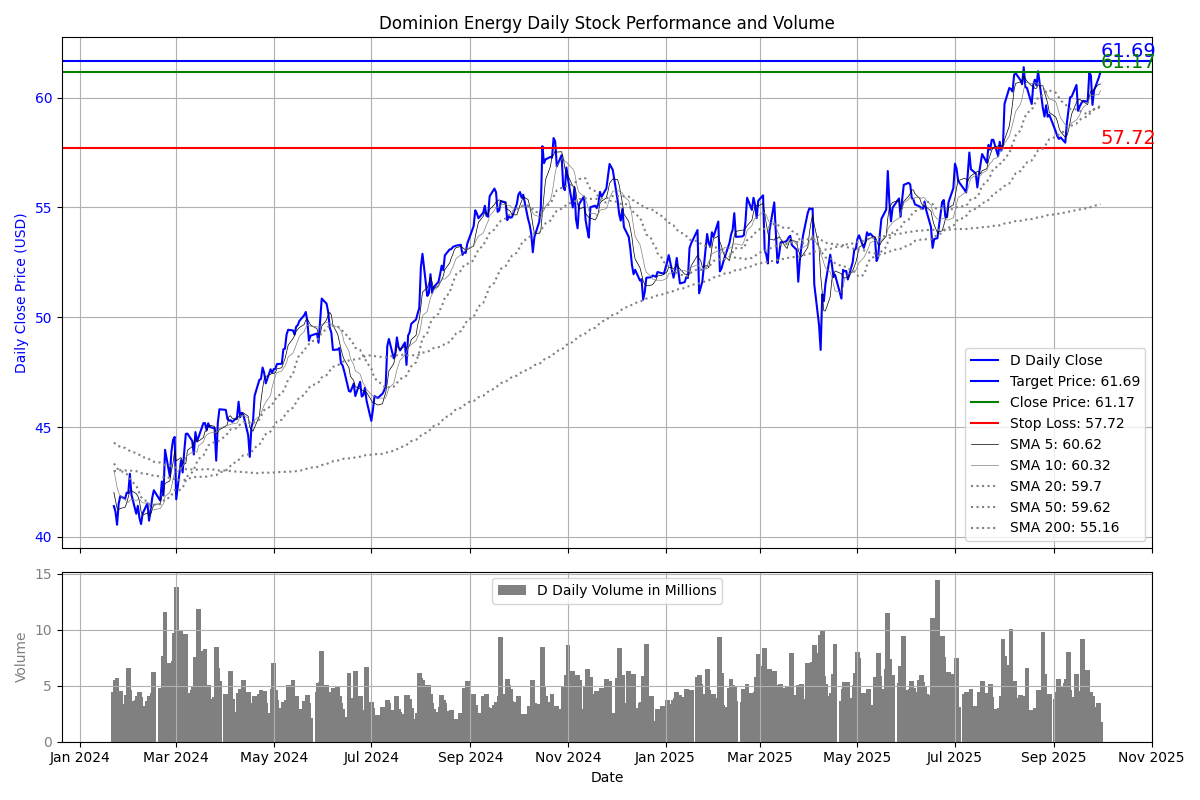 Dominion Energy Daily Stock Performance and Volume
61.69
61.17
57.72
Daily Close Price (USD)
60
55
50
45
40
D Daily Close
Target Price: 61.69
Close Price: 61.17
Stop Loss: 57.72
SMA 5: 60.62
SMA 10: 60.32
SMA 20: 59.7
SMA 50: 59.62
SMA 200: 55.16
D Daily Volume in Millions
Volume
15
10
5
0
Jan 2024 Mar 2024 May 2024 Jul 2024 Sep 2024 Nov 2024 Jan 2025 Mar 2025 May 2025 Jul 2025 Sep 2025 Nov 2025
Date